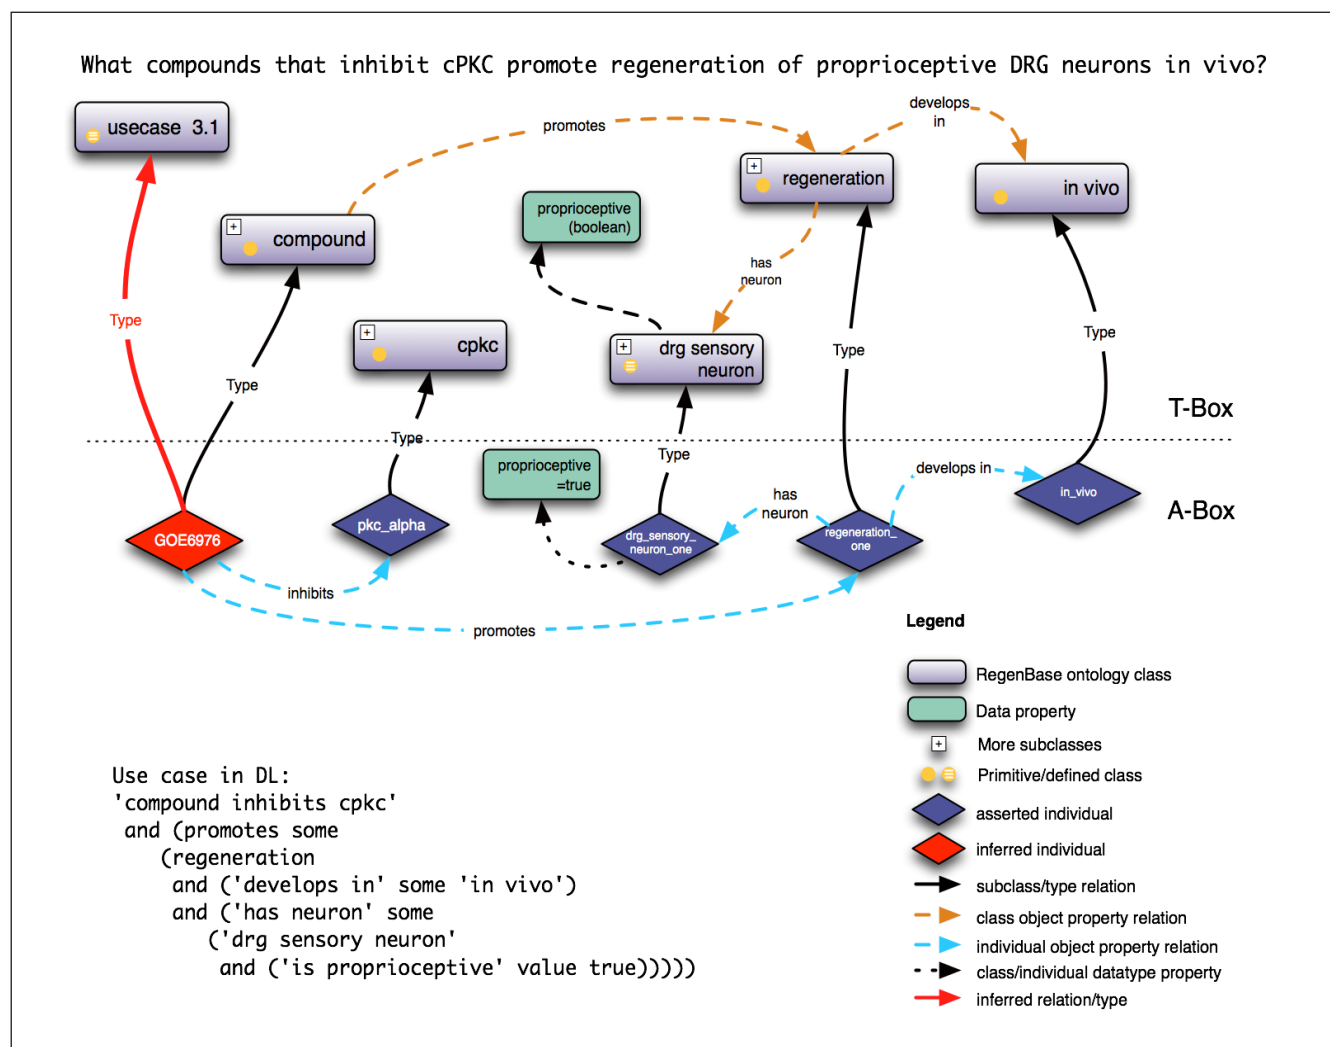 What compounds that inhibit cPKC promote regeneration of proprioceptive DRG neurons in vivo?
usecase 3.1
promotes
develops
in
regeneration
in vivo
proprioceptive
(boolean)
compound
has
neuron
Type
cpkc
drg sensory
neuron
Type
Type
Type
T-Box
Type
Type
proprioceptive
=true
develops in
in_vivo
A-Box
has
neuron
GOE6976
pkc_alpha
drg_sensory_
neuron_one
regeneration_
one
inhibits
promotes
Legend
RegenBase ontology class
Data property
More subclasses
Primitive/defined class
asserted individual
inferred individual
subclass/type relation
class object property relation
individual object property relation
class/individual datatype property
inferred relation/type
Use case in DL:
'compound inhibits cpkc'
and (promotes some
(regeneration
and ('develops in' some 'in vivo')
and ('has neuron' some
('drg sensory neuron'
and ('is proprioceptive' value true)))))